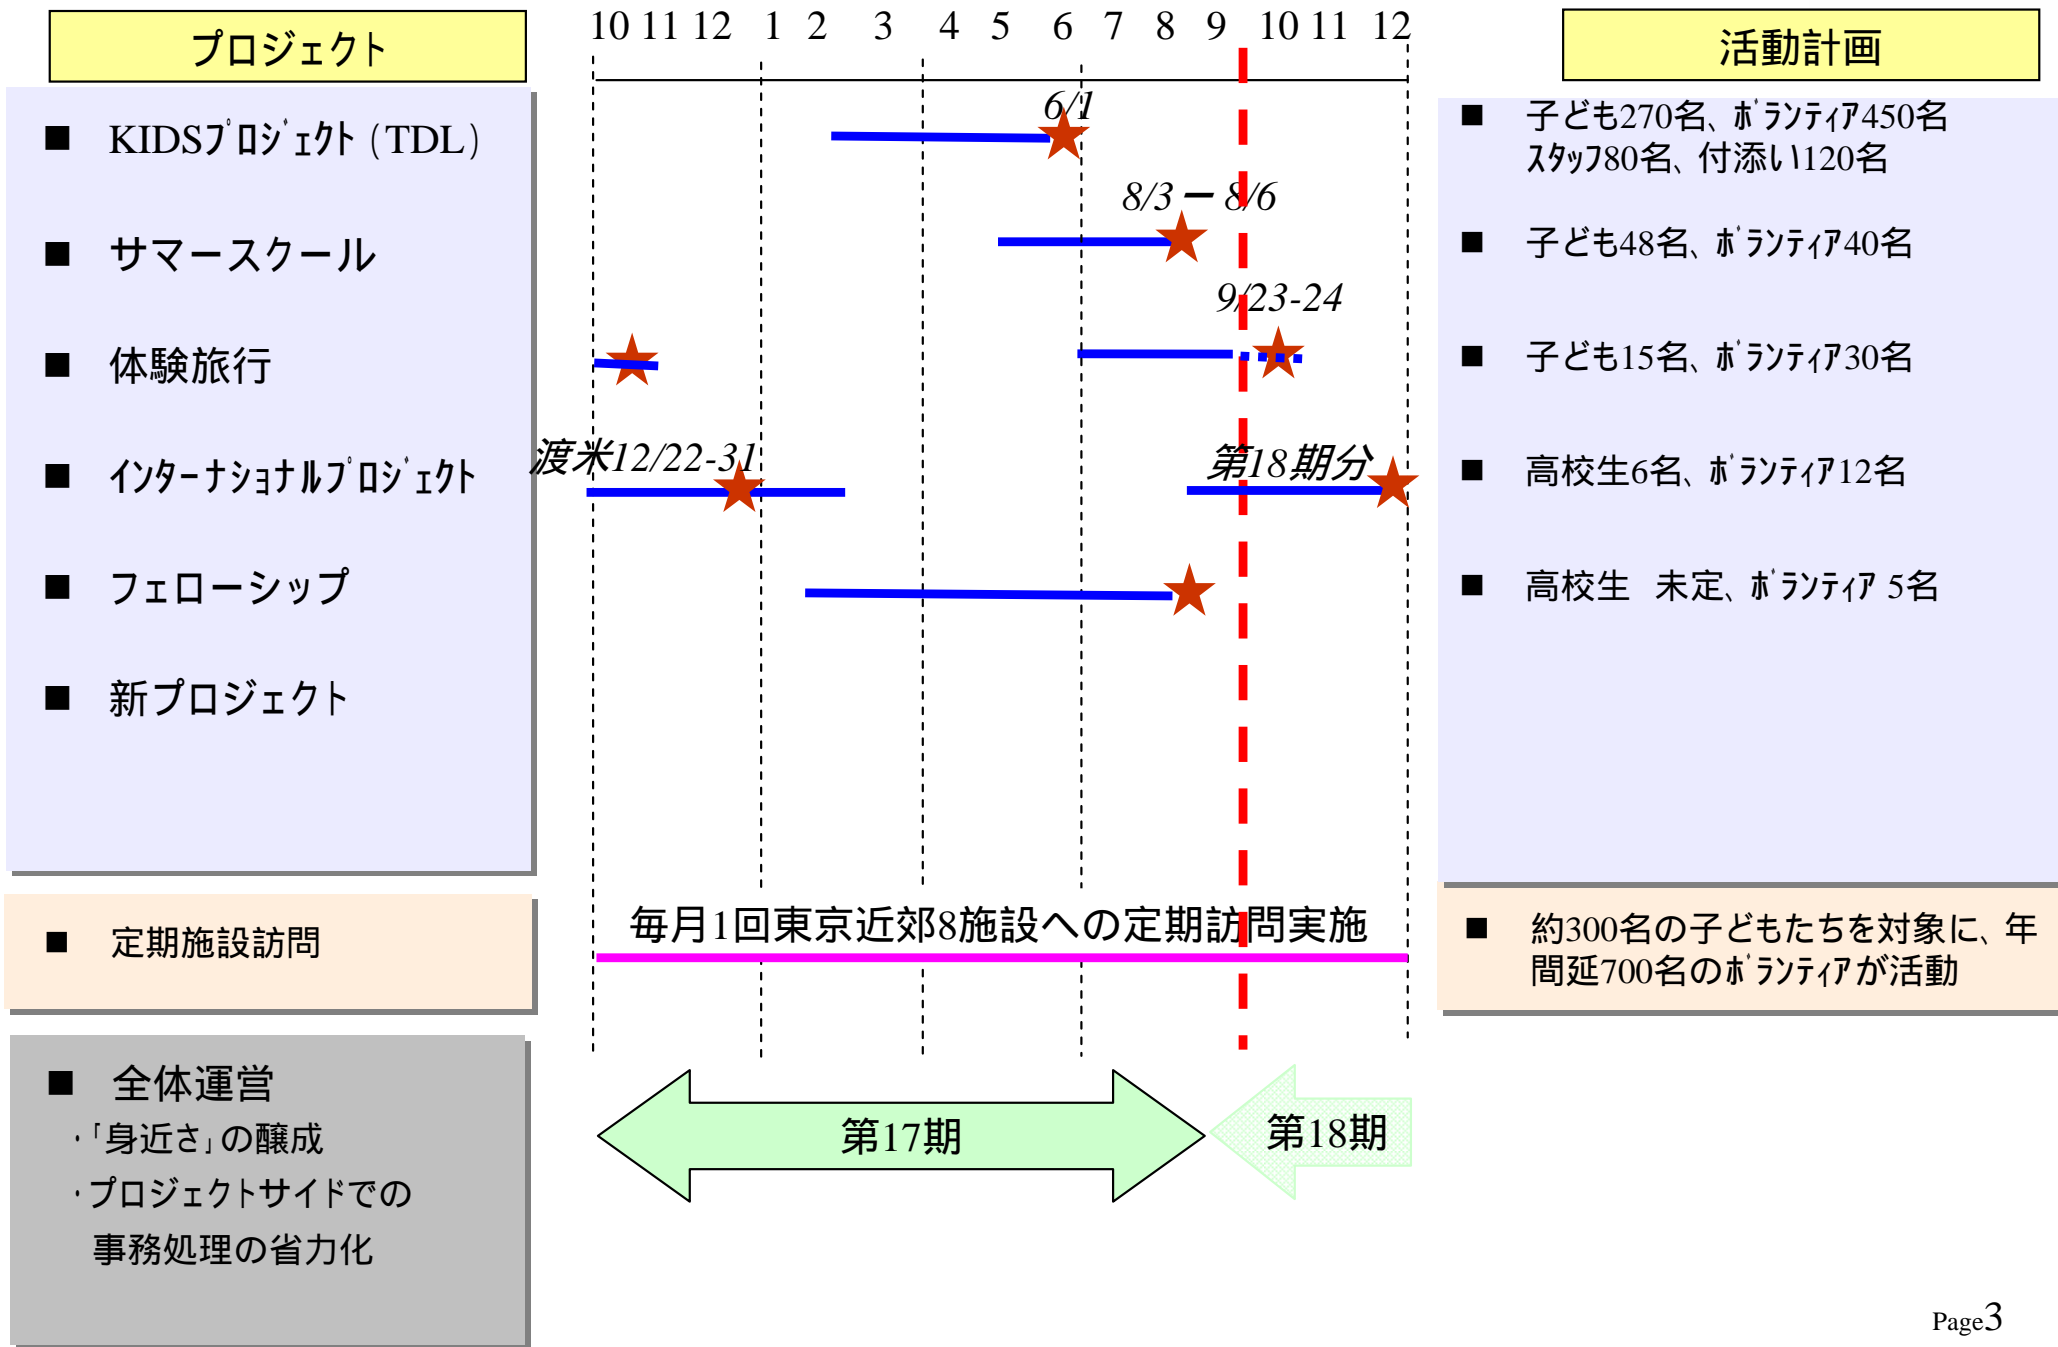 プロジェクト
10 11 12 1 2 3 4 5 6 7 8 9 10 11 12
活動計画
■ KIDSﾌﾟﾛｼﾞｪｸﾄ (TDL)
■ サマースクール
■ 体験旅行
■ ｲﾝﾀｰﾅｼｮﾅﾙﾌﾟﾛｼﾞｪｸﾄ
■ フェローシップ
■ 新プロジェクト
6/1
8/3 ー 8/6
9/23-24
渡米12/22-31
第18期分
■ 子ども270名、ﾎﾞﾗﾝﾃｨｱ450名
ｽﾀｯﾌ80名、付添い120名
■ 子ども48名、ﾎﾞﾗﾝﾃｨｱ40名
■ 子ども15名、ﾎﾞﾗﾝﾃｨｱ30名
■ 高校生6名、ﾎﾞﾗﾝﾃｨｱ12名
■ 高校生 未定、ﾎﾞﾗﾝﾃｨｱ 5名
■ 定期施設訪問
毎月1回東京近郊8施設への定期訪問実施
■ 約300名の子どもたちを対象に、年
間延700名のﾎﾞﾗﾝﾃｨｱが活動
■ 全体運営
・「身近さ」の醸成
・プロジェクトサイドでの
事務処理の省力化
第17期
第18期
Page3